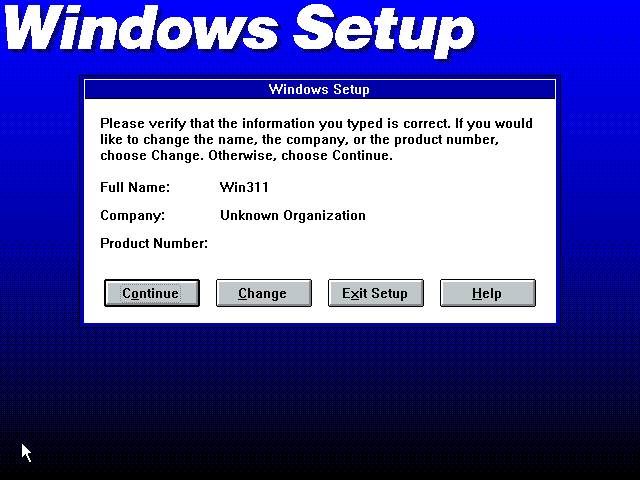 Windows Setup
Windows Setup
Please verify that the information you typed is correct. If you would
like to change the name, the company, or the product number,
choose Change. Otherwise, choose Continue.
Full Name: Win311
Company: Unknown Organization
Product Number:
Continue Change Exit Setup Help